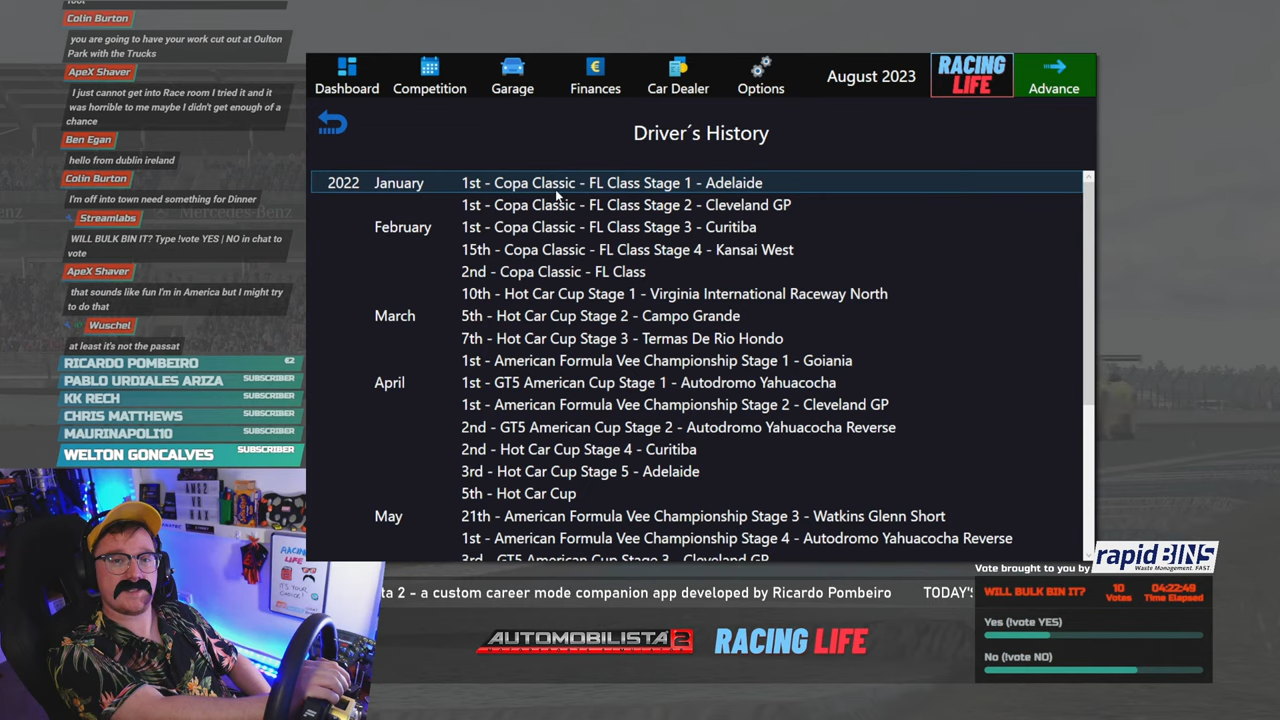 Colin Burton
you are going to have your work cut out at Oulton
Park with the Trucks
ApeX Shaver
I just cannot get into Race room I tried it and it
was horrible to me maybe I didn't get enough of a
chance
Ben Egan
hello from dublin ireland
Colin Burton
I'm off into town need something for Dinner
Streamlabs
WILL BULK BIN IT? Type !vote YES | NO in chat to
vote
ApeX Shaver
that sounds like fun I'm in America but I might try
to do that
Wuschel
at least it's not the passat
RICARDO POMBEIRO €2
PABLO URDIALES ARIZA SUBSCRIBER
KK RECH SUBSCRIBER
CHRIS MATTHEWS SUBSCRIBER
MAURINAPOLI10 SUBSCRIBER
WELTON GONCALVES SUBSCRIBER
Dashboard Competition Garage Finances Car Dealer Options August 2023 RACING LIFE Advance
Driver´s History
2022 January 1st - Copa Classic - FL Class Stage 1 - Adelaide
1st - Copa Classic - FL Class Stage 2 - Cleveland GP
February 1st - Copa Classic - FL Class Stage 3 - Curitiba
15th - Copa Classic - FL Class Stage 4 - Kansai West
2nd - Copa Classic - FL Class
10th - Hot Car Cup Stage 1 - Virginia International Raceway North
March 5th - Hot Car Cup Stage 2 - Campo Grande
7th - Hot Car Cup Stage 3 - Termas De Rio Hondo
1st - American Formula Vee Championship Stage 1 - Goiania
April 1st - GT5 American Cup Stage 1 - Autodromo Yahuacocha
1st - American Formula Vee Championship Stage 2 - Cleveland GP
2nd - GT5 American Cup Stage 2 - Autodromo Yahuacocha Reverse
2nd - Hot Car Cup Stage 4 - Curitiba
3rd - Hot Car Cup Stage 5 - Adelaide
5th - Hot Car Cup
May 21th - American Formula Vee Championship Stage 3 - Watkins Glenn Short
1st - American Formula Vee Championship Stage 4 - Autodromo Yahuacocha Reverse
3rd - GT5 American Cup Stage 3 - Cleveland GP
ta 2 - a custom career mode companion app developed by Ricardo Pombeiro TODAY'S
AUTOMOBILISTA 2 RACING LIFE
Vote brought to you by
rapid BINS
Waste Management. FAST.
WILL BULK BIN IT? 10 Votes 04:22:49 Time Elapsed
Yes (!vote YES)
No (!vote NO)
AMS2
RACING
LIFE
IT'S YOUR
CHOICE!